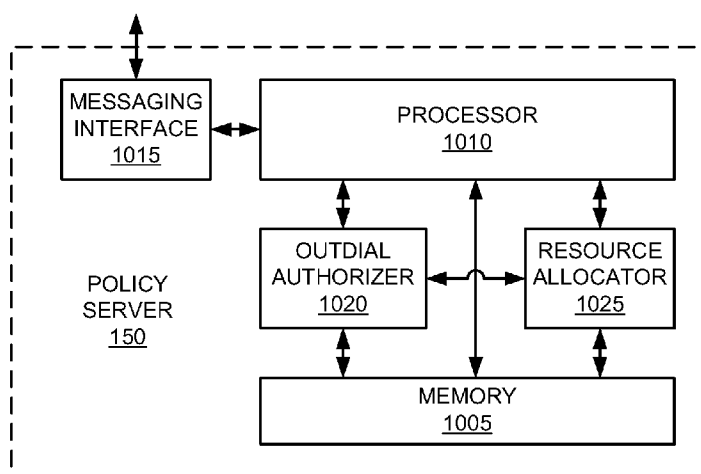 MESSAGING
INTERFACE
1015
PROCESSOR
1010
OUTDIAL
AUTHORIZER
1020
RESOURCE
ALLOCATOR
1025
POLICY
SERVER
150
MEMORY
1005